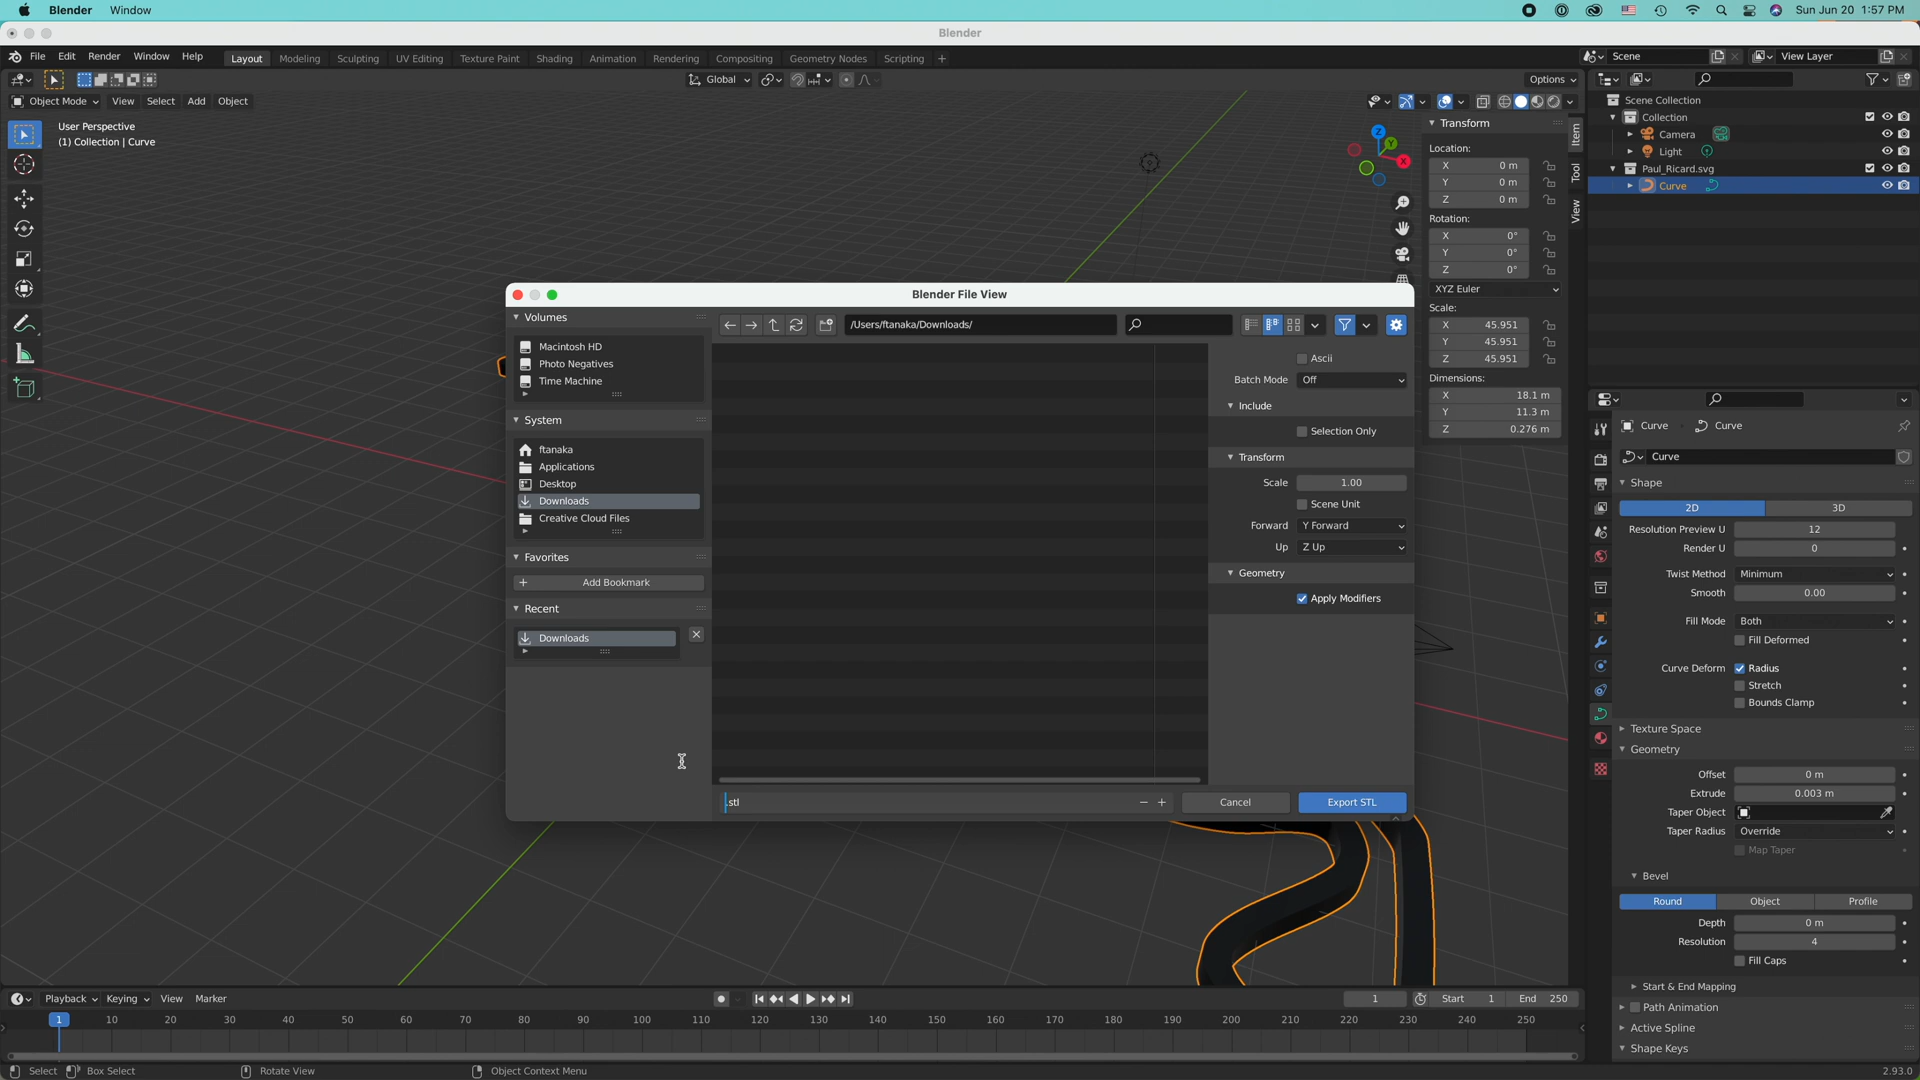 Blender Window Sun Jun 20 1:57 PM
Blender
File Edit Render Window Help Layout Modeling Sculpting UV Editing Texture Paint Shading Animation Rendering Compositing Geometry Nodes Scripting + Scene View Layer
Global Options
Object Mode View Select Add Object
User Perspective
(1) Collection | Curve
Z
Y
X
Transform
Location:
X 0 m
Y 0 m
Z 0 m
Rotation:
X 0°
Y 0°
Z 0°
XYZ Euler
Scale:
X 45.951
Y 45.951
Z 45.951
Dimensions:
X 18.1 m
Y 11.3 m
Z 0.276 m
Item
Tool
View
Scene Collection
Collection
Camera
Light
Paul_Ricard.svg
Curve
Blender File View
Volumes
Macintosh HD
Photo Negatives
Time Machine
System
ftanaka
Applications
Desktop
Downloads
Creative Cloud Files
Favorites
+ Add Bookmark
Recent
Downloads
/Users/ftanaka/Downloads/
Ascii
Batch Mode Off
Include
Selection Only
Transform
Scale 1.00
Scene Unit
Forward Y Forward
Up Z Up
Geometry
Apply Modifiers
.stl − + Cancel Export STL
Curve Curve
Curve
Shape
2D 3D
Resolution Preview U 12
Render U 0
Twist Method Minimum
Smooth 0.00
Fill Mode Both
Fill Deformed
Curve Deform Radius
Stretch
Bounds Clamp
Texture Space
Geometry
Offset 0 m
Extrude 0.003 m
Taper Object
Taper Radius Override
Map Taper
Bevel
Round Object Profile
Depth 0 m
Resolution 4
Fill Caps
Start & End Mapping
Path Animation
Active Spline
Shape Keys
Playback Keying View Marker 1 Start 1 End 250
1 10 20 30 40 50 60 70 80 90 100 110 120 130 140 150 160 170 180 190 200 210 220 230 240 250
Select Box Select Rotate View Object Context Menu 2.93.0